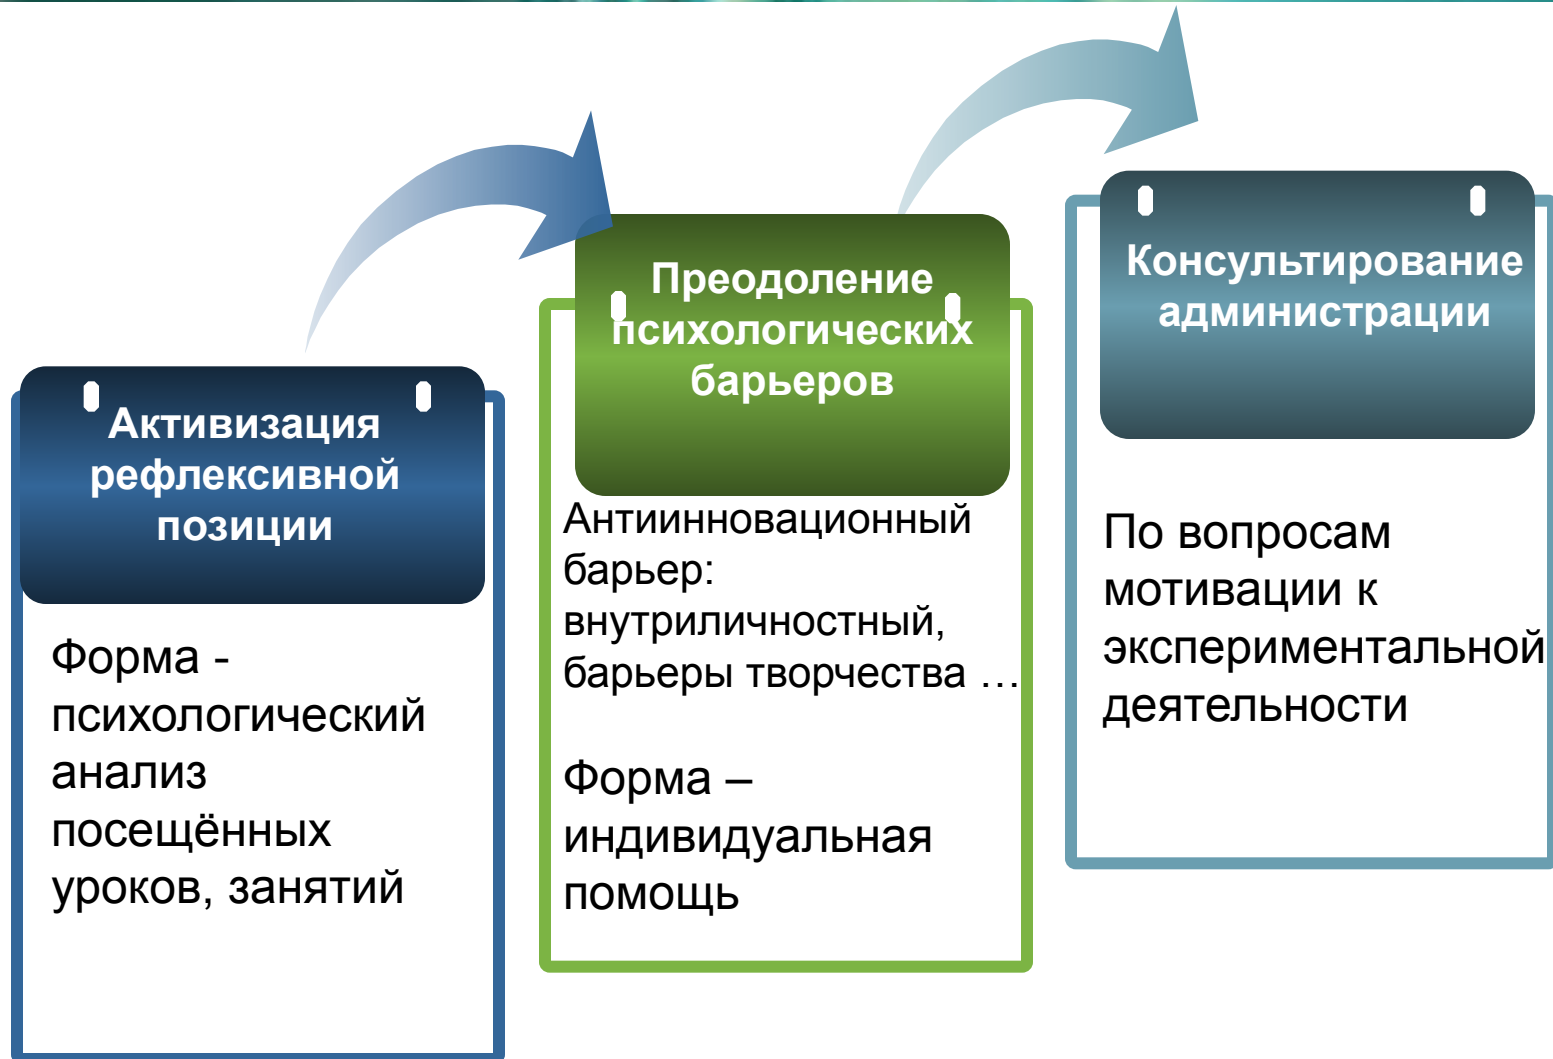 Активизация
рефлексивной
позиции
Форма -
психологический
анализ
посещённых
уроков, занятий
Преодоление
психологических
барьеров
Антиинновационный
барьер:
внутриличностный,
барьеры творчества …
Форма –
индивидуальная
помощь
Консультирование
администрации
По вопросам
мотивации к
экспериментальной
деятельности